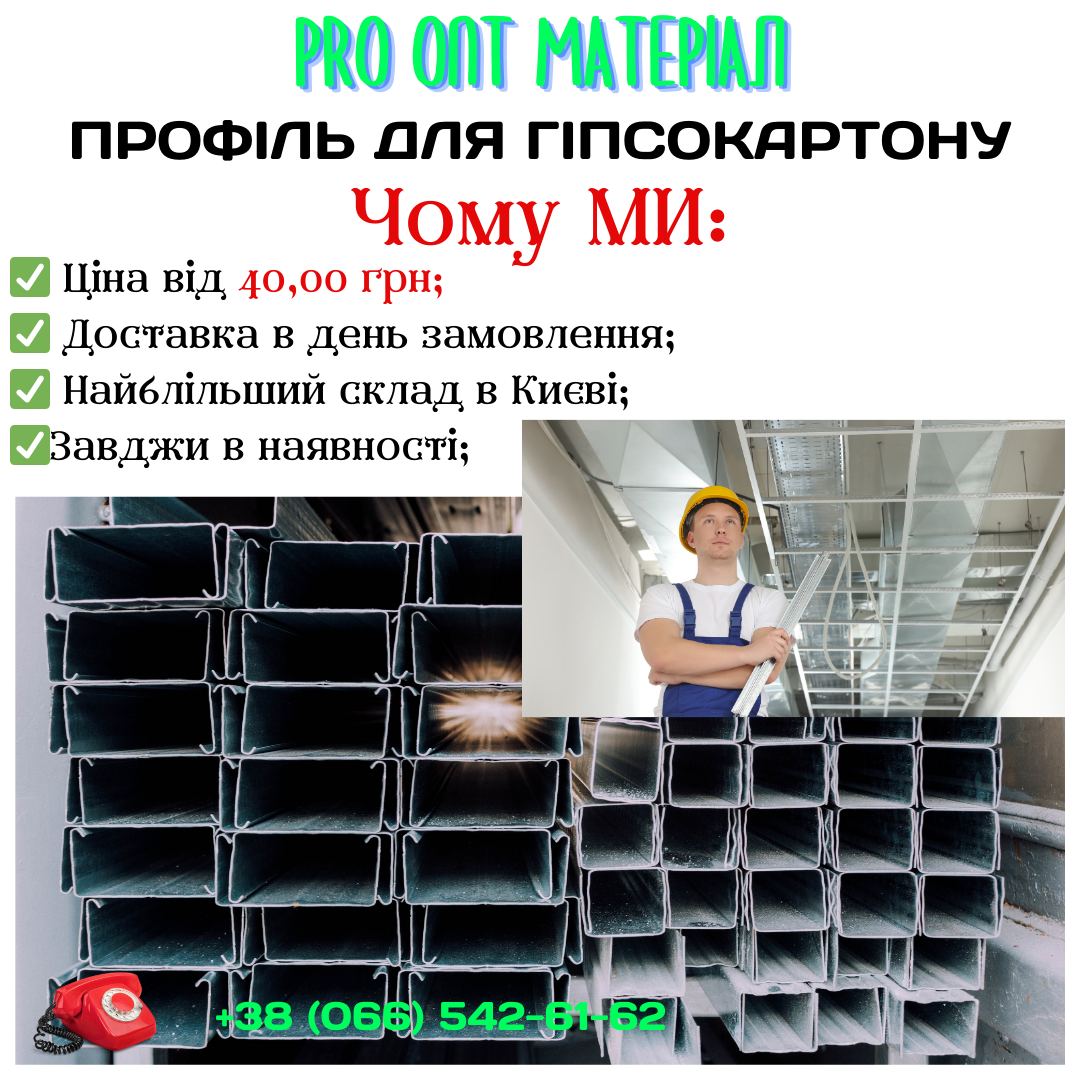 PRO ОПТ МАТЕРІАЛ
ПРОФІЛЬ ДЛЯ ГІПСОКАРТОНУ
Чому МИ:
✅ Ціна від 40,00 грн;
✅ Доставка в день замовлення;
✅ Найблільший склад в Києві;
✅Завджи в наявності;
+38 (066) 542-61-62